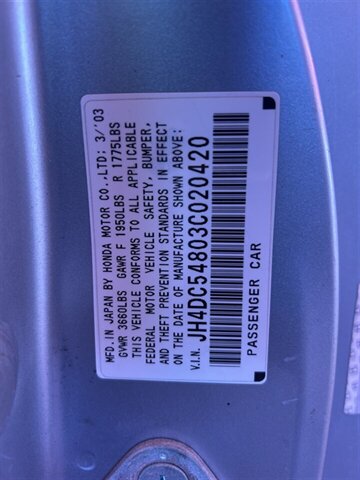 MFD.IN JAPAN BY HONDA MOTOR CO.,LTD; 3/'03
GVWR 3660LBS GAWR F 1950LBS R 1775LBS
THIS VEHICLE CONFORMS TO ALL APPLICABLE
FEDERAL MOTOR VEHICLE SAFETY, BUMPER,
AND THEFT PREVENTION STANDARDS IN EFFECT
ON THE DATE OF MANUFACTURE SHOWN ABOVE:
V.I.N. JH4DC54803C020420
PASSENGER CAR